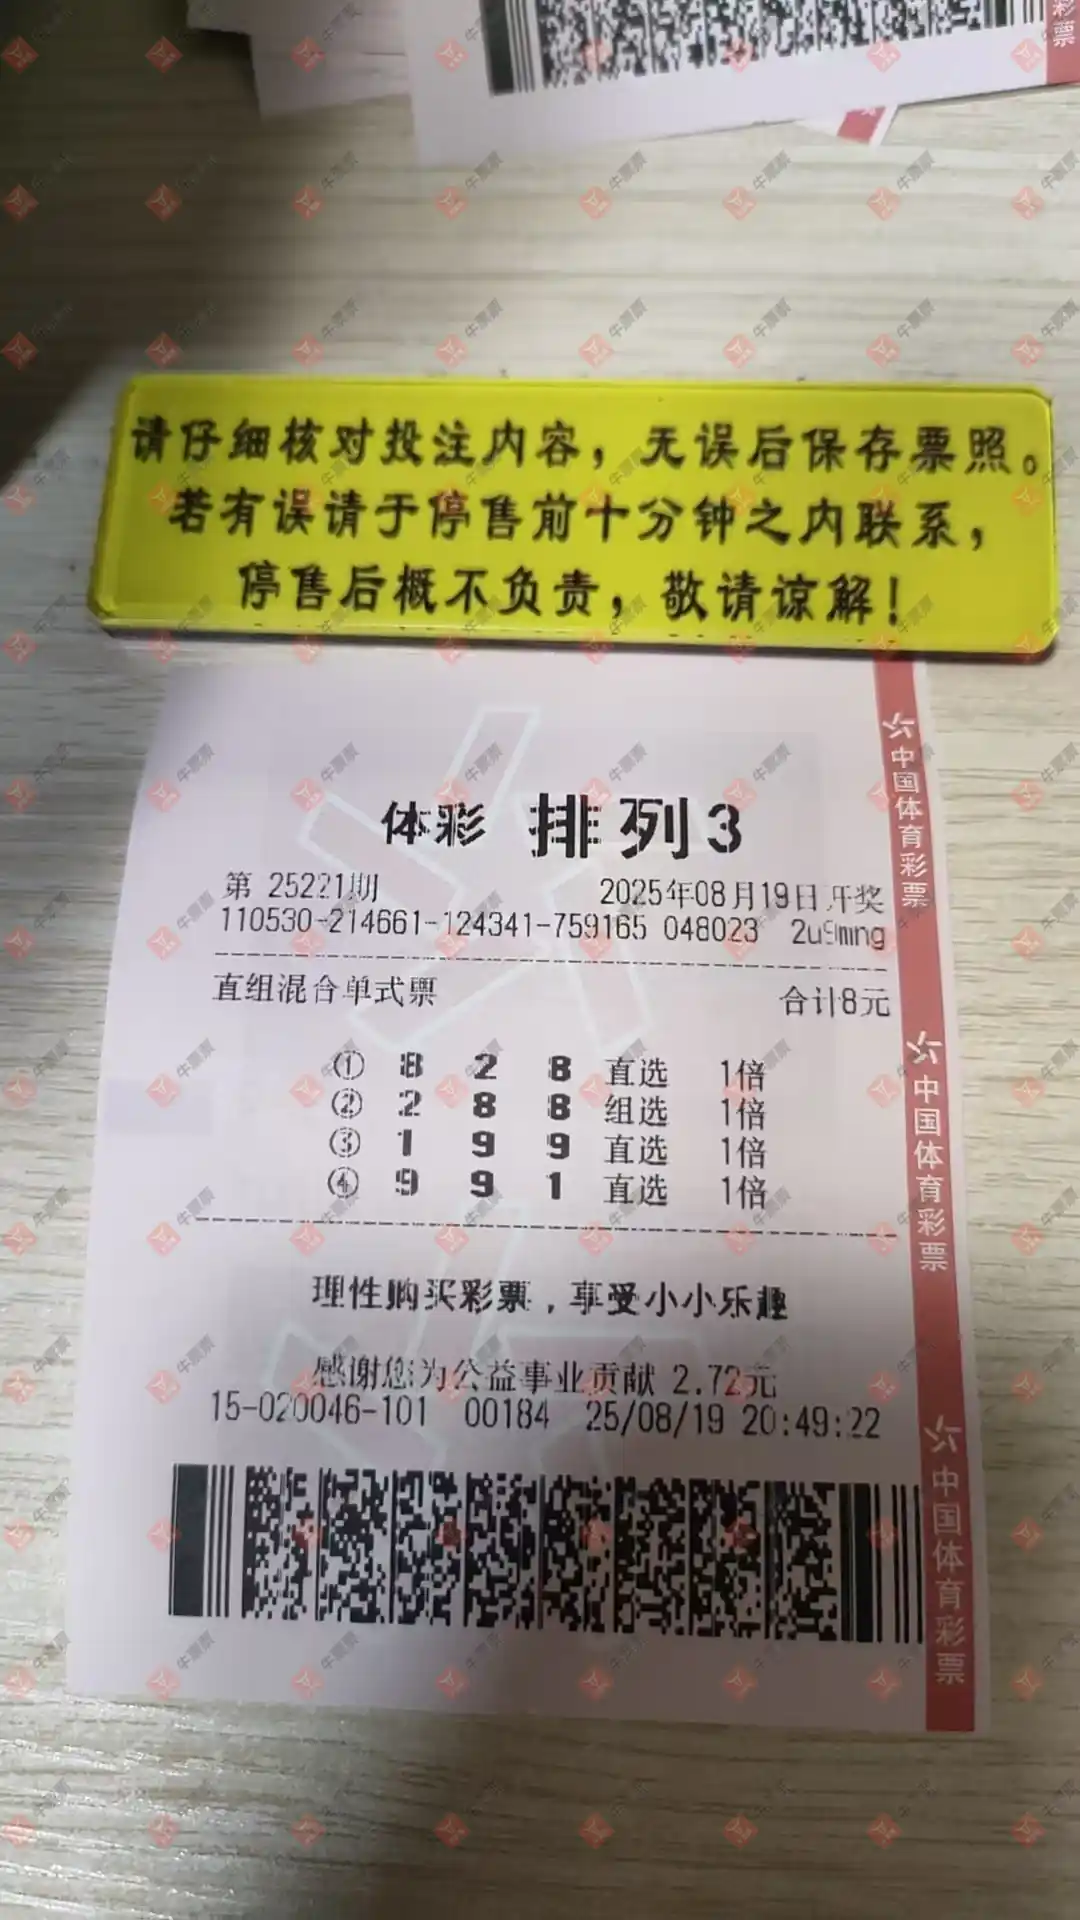 彩票
请仔细核对投注内容，无误后保存票照。
若有误请于停售前十分钟之内联系，
停售后概不负责，敬请谅解！
体彩 排列3
第 25221期 2025年08月19日开奖
110530-214661-124341-759165 048023
直组混合单式票 合计8元
① 8 2 8 直选 1倍
② 2 8 8 组选 1倍
③ 1 9 9 直选 1倍
④ 9 9 1 直选 1倍
理性购买彩票，享受小小乐趣
感谢您为公益事业贡献 2.72元
15-020046-101 00184 25/08/19 20:49:22
中国体育彩票
中国体育彩票
中国体育彩票
牛票票